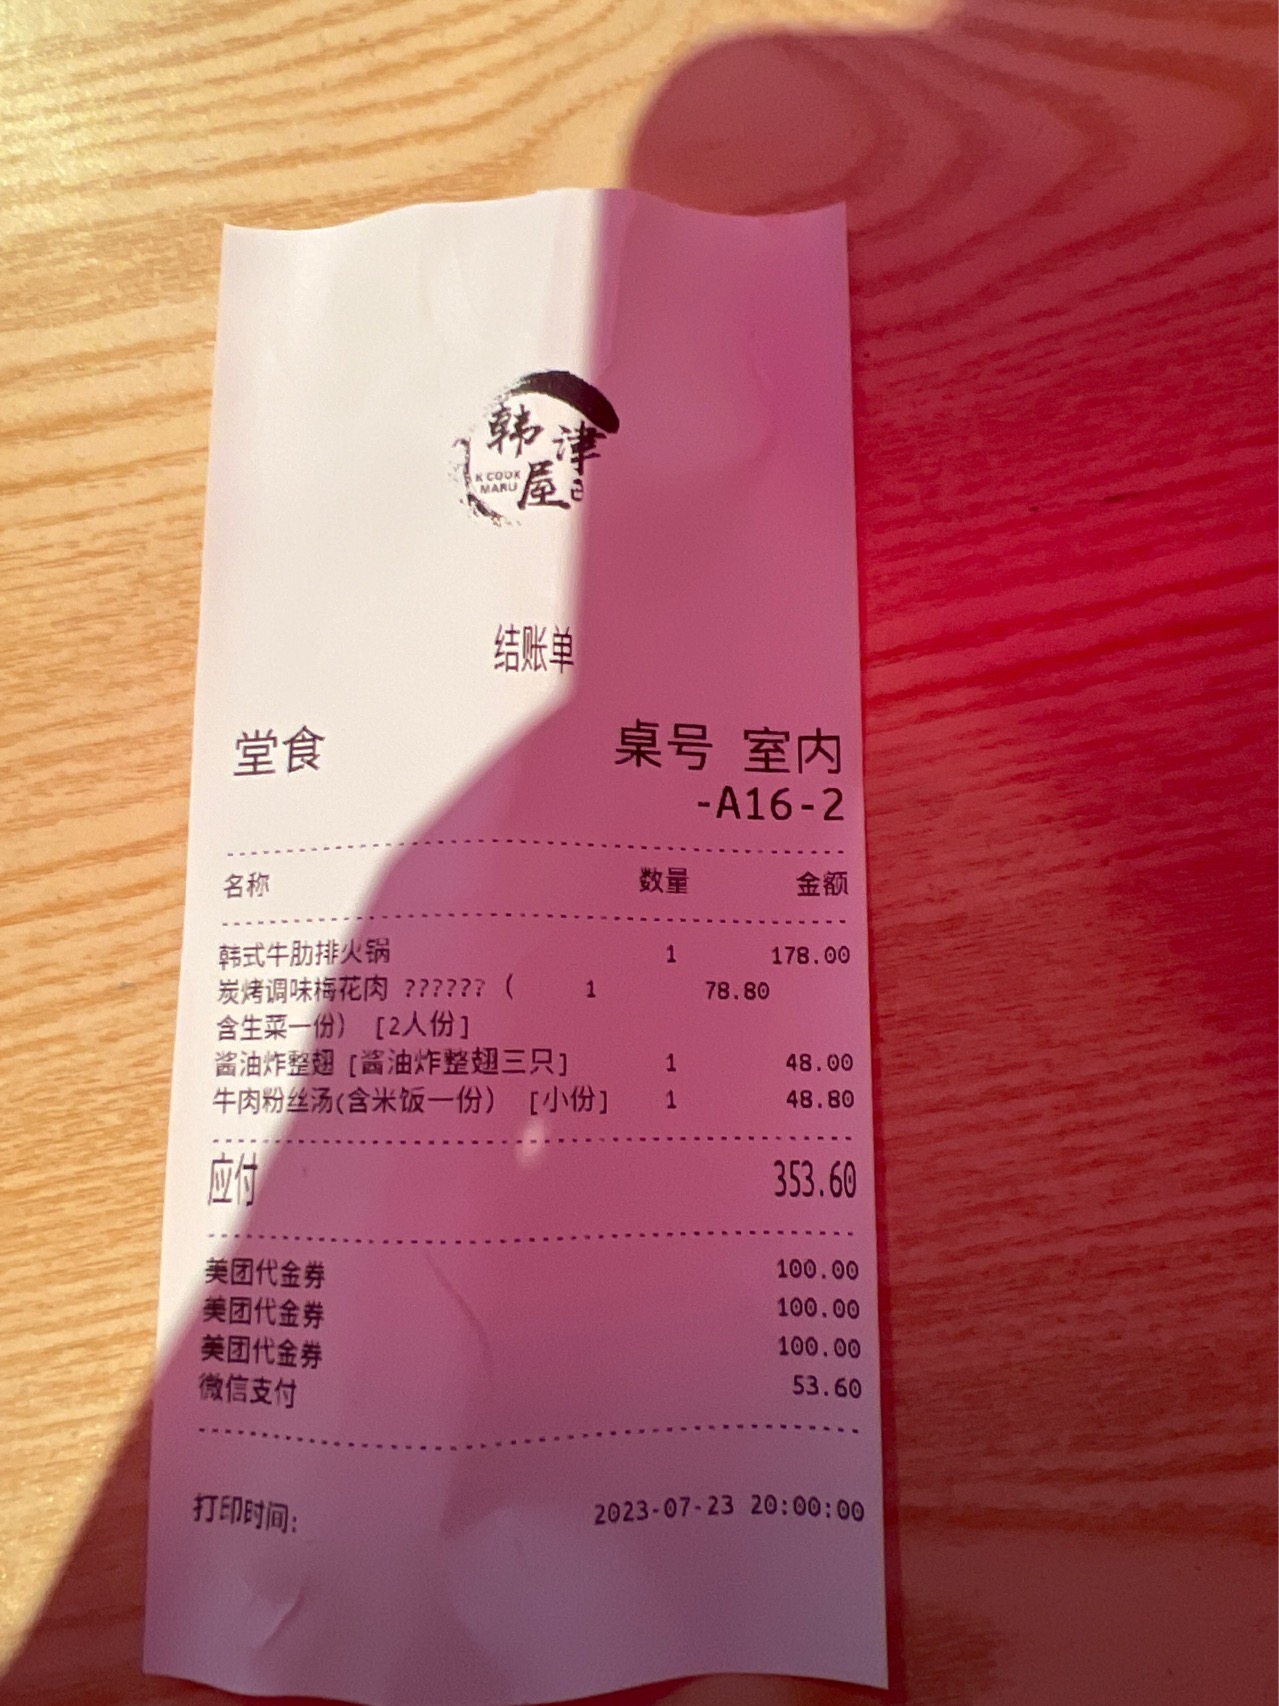 韩津
K COOK
MARU
屋
结账单
堂食 桌号 室内
-A16-2
名称 数量 金额
韩式牛肋排火锅 1 178.00
炭烤调味梅花肉 ?????? ( 1 78.80
含生菜一份） [2人份]
酱油炸整翅 [酱油炸整翅三只] 1 48.00
牛肉粉丝汤(含米饭一份） [小份] 1 48.80
应付 353.60
美团代金券 100.00
美团代金券 100.00
美团代金券 100.00
微信支付 53.60
打印时间: 2023-07-23 20:00:00